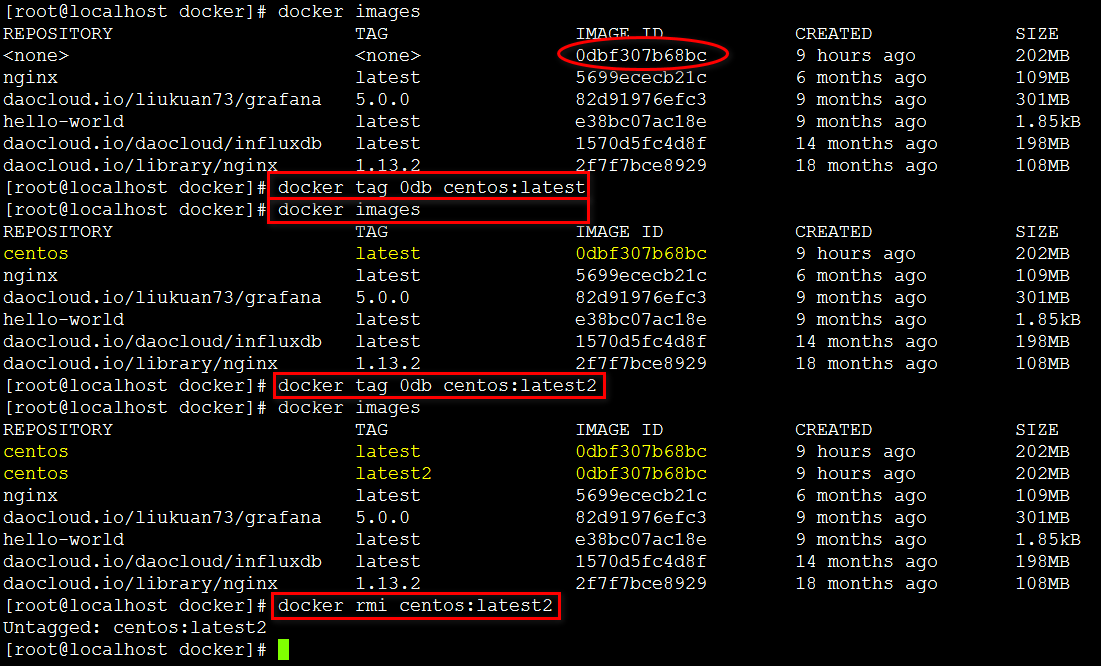 [root@localhost docker]# docker images
REPOSITORY TAG IMAGE ID CREATED SIZE
<none> <none> 0dbf307b68bc 9 hours ago 202MB
nginx latest 5699ececb21c 6 months ago 109MB
daocloud.io/liukuan73/grafana 5.0.0 82d91976efc3 9 months ago 301MB
hello-world latest e38bc07ac18e 9 months ago 1.85kB
daocloud.io/daocloud/influxdb latest 1570d5fc4d8f 14 months ago 198MB
daocloud.io/library/nginx 1.13.2 2f7f7bce8929 18 months ago 108MB
[root@localhost docker]# docker tag 0db centos:latest
[root@localhost docker]# docker images
REPOSITORY TAG IMAGE ID CREATED SIZE
centos latest 0dbf307b68bc 9 hours ago 202MB
nginx latest 5699ececb21c 6 months ago 109MB
daocloud.io/liukuan73/grafana 5.0.0 82d91976efc3 9 months ago 301MB
hello-world latest e38bc07ac18e 9 months ago 1.85kB
daocloud.io/daocloud/influxdb latest 1570d5fc4d8f 14 months ago 198MB
daocloud.io/library/nginx 1.13.2 2f7f7bce8929 18 months ago 108MB
[root@localhost docker]# docker tag 0db centos:latest2
[root@localhost docker]# docker images
REPOSITORY TAG IMAGE ID CREATED SIZE
centos latest 0dbf307b68bc 9 hours ago 202MB
centos latest2 0dbf307b68bc 9 hours ago 202MB
nginx latest 5699ececb21c 6 months ago 109MB
daocloud.io/liukuan73/grafana 5.0.0 82d91976efc3 9 months ago 301MB
hello-world latest e38bc07ac18e 9 months ago 1.85kB
daocloud.io/daocloud/influxdb latest 1570d5fc4d8f 14 months ago 198MB
daocloud.io/library/nginx 1.13.2 2f7f7bce8929 18 months ago 108MB
[root@localhost docker]# docker rmi centos:latest2
Untagged: centos:latest2
[root@localhost docker]#